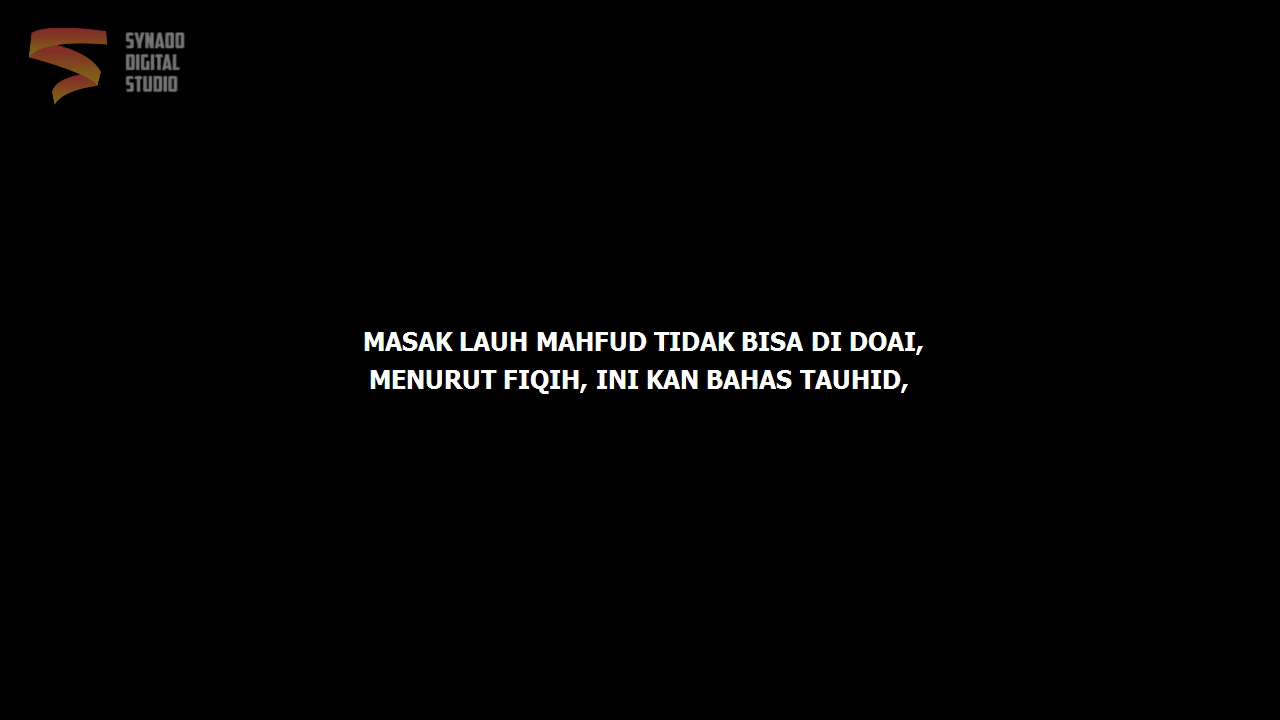 SYNADO
DIGITAL
STUDIO
MASAK LAUH MAHFUD TIDAK BISA DI DOAI,
MENURUT FIQIH, INI KAN BAHAS TAUHID,